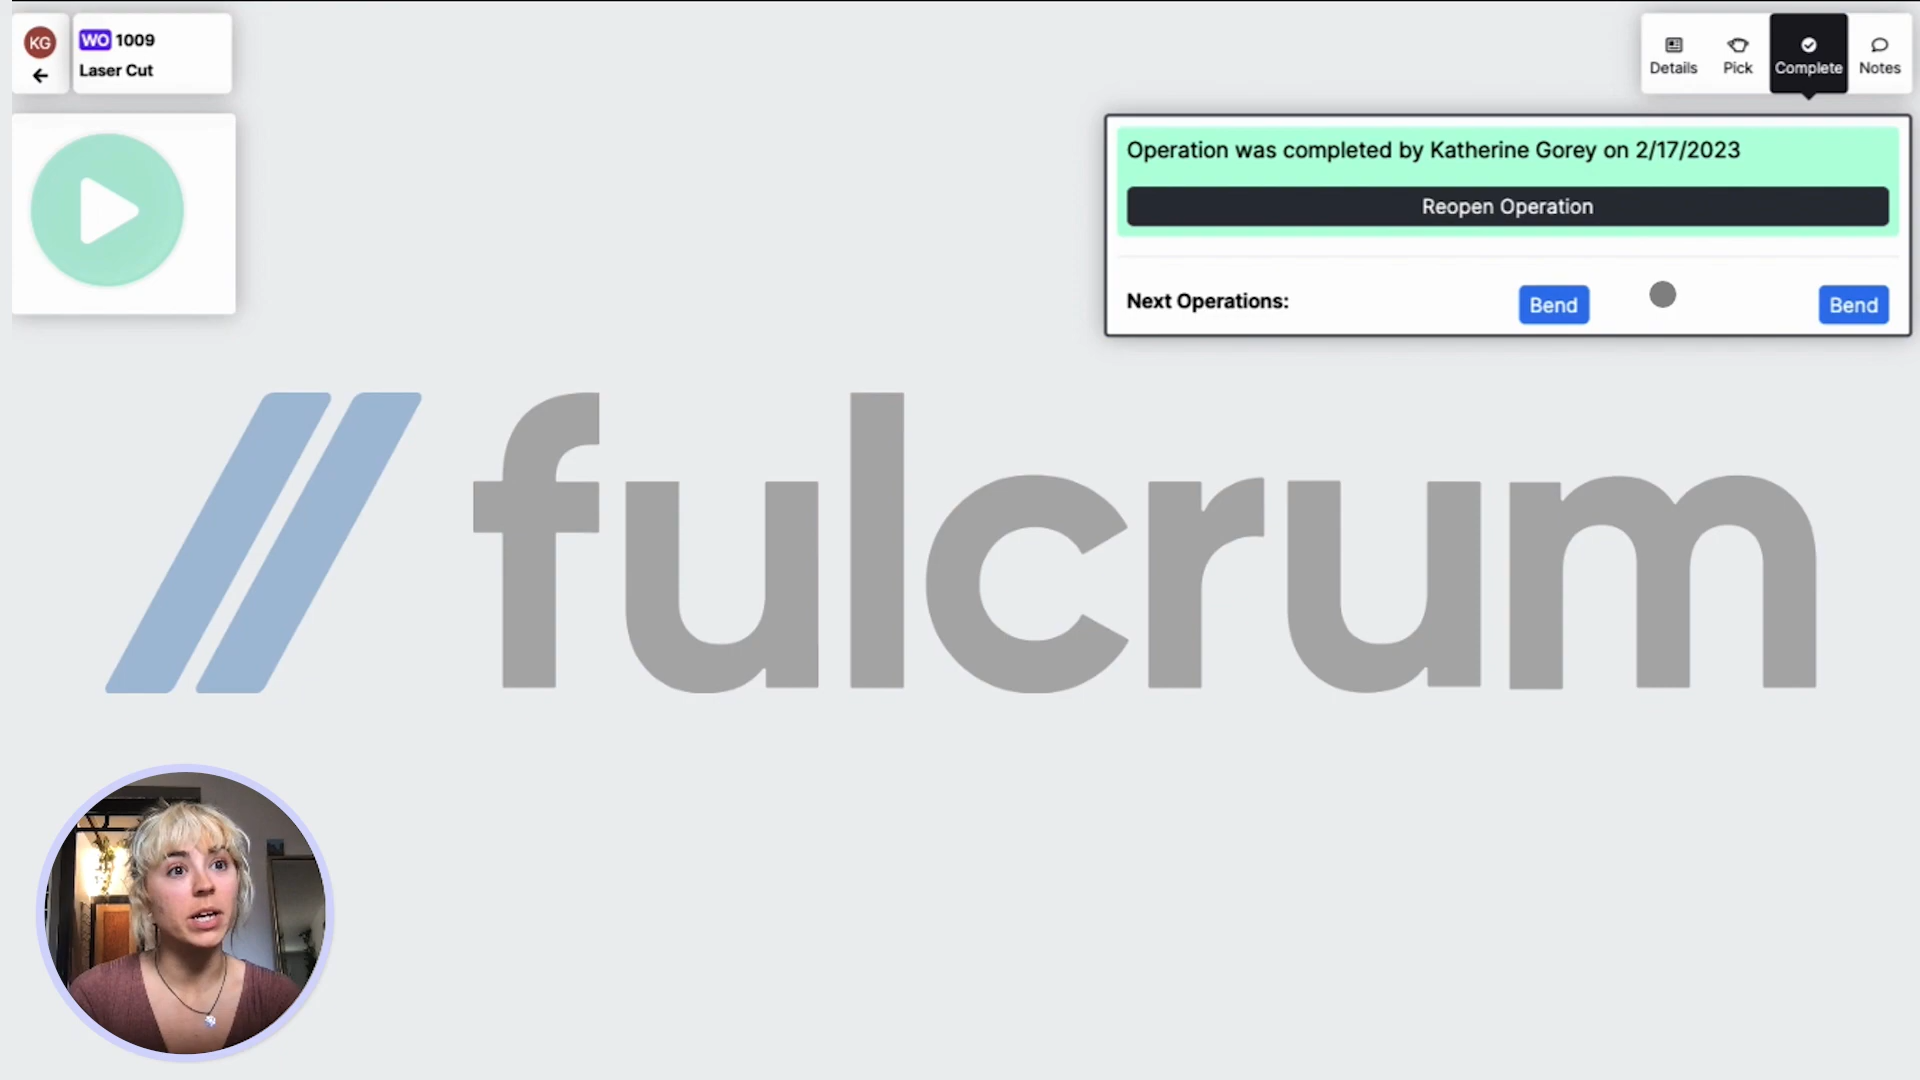 KG
WO 1009
Laser Cut
Details
Pick
Complete
Notes
Operation was completed by Katherine Gorey on 2/17/2023
Reopen Operation
Next Operations:
Bend
Bend
fulcrum